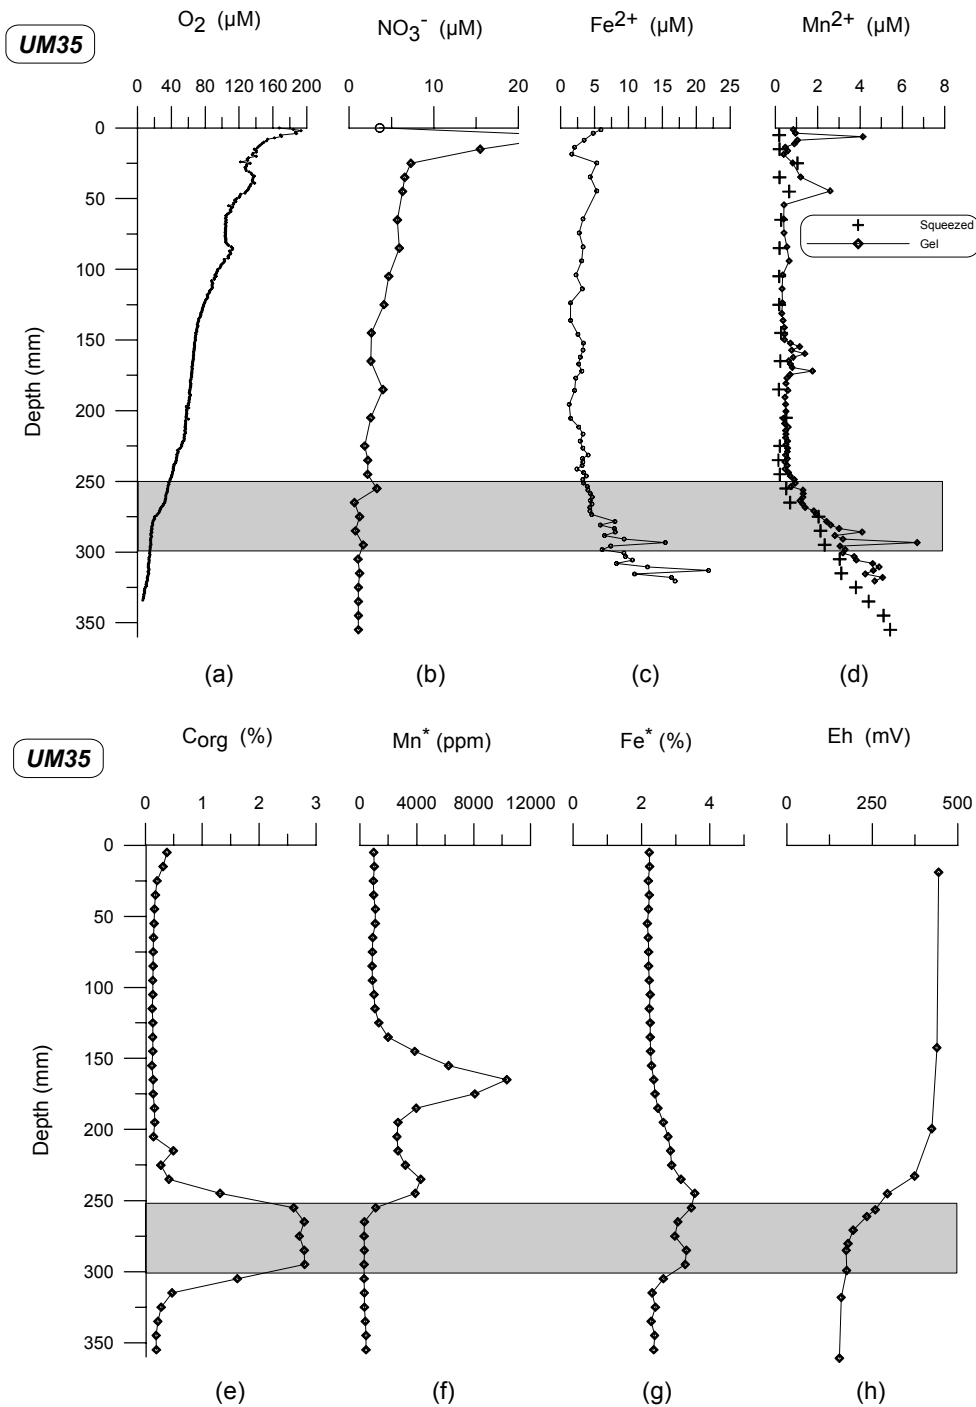 UM35
O2 (µM)
NO3- (µM)
Fe2+ (µM)
Mn2+ (µM)
0 40 80 120 160 200
0 10 20
0 5 10 15 20 25
0 2 4 6 8
0
50
100
150
200
250
300
350
Depth (mm)
Squeezed
Gel
(a)
(b)
(c)
(d)
UM35
Corg (%)
Mn* (ppm)
Fe* (%)
Eh (mV)
0 1 2 3
0 4000 8000 12000
0 2 4
0 250 500
0
50
100
150
200
250
300
350
Depth (mm)
(e)
(f)
(g)
(h)